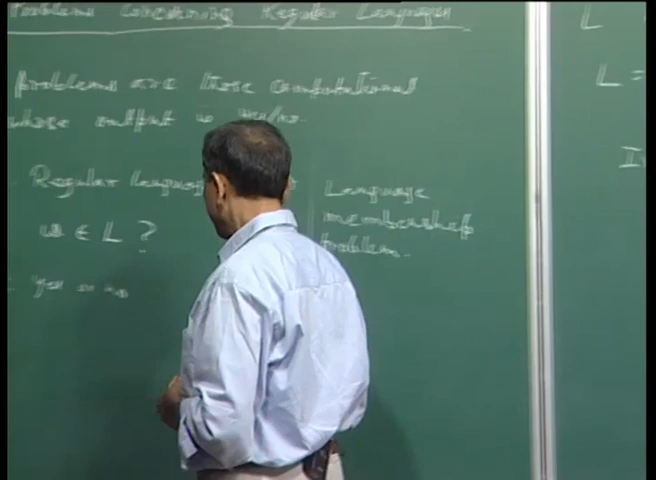 Problems Concerning Regular Languages
problems are those computational
whose output is yes/no.
Regular language
w ∈ L ?
yes or no
Language
membership
problem.
L
L =